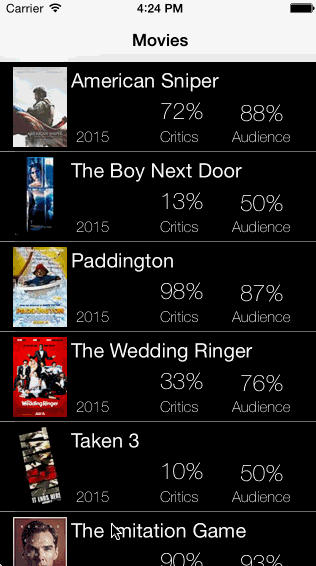 Carrier 4:24 PM
Movies
American Sniper
72% 88%
2015 Critics Audience
The Boy Next Door
13% 50%
2015 Critics Audience
Paddington
98% 87%
2015 Critics Audience
The Wedding Ringer
33% 76%
2015 Critics Audience
Taken 3
10% 50%
2015 Critics Audience
The Imitation Game
90% 93%
AMERICAN SNIPER
PADDINGTON
Wedding Ringer
IT ENDS HERE